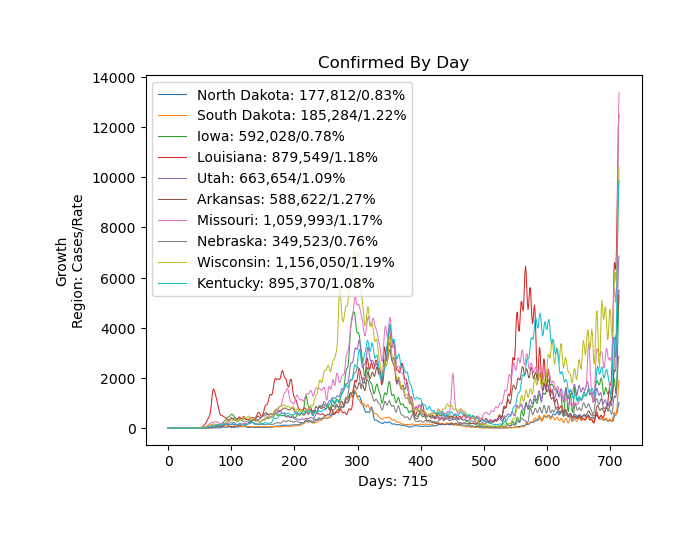 Confirmed By Day
14000
12000
10000
8000
6000
4000
2000
0
Growth
Region: Cases/Rate
North Dakota: 177,812/0.83%
South Dakota: 185,284/1.22%
Iowa: 592,028/0.78%
Louisiana: 879,549/1.18%
Utah: 663,654/1.09%
Arkansas: 588,622/1.27%
Missouri: 1,059,993/1.17%
Nebraska: 349,523/0.76%
Wisconsin: 1,156,050/1.19%
Kentucky: 895,370/1.08%
0 100 200 300 400 500 600 700
Days: 715